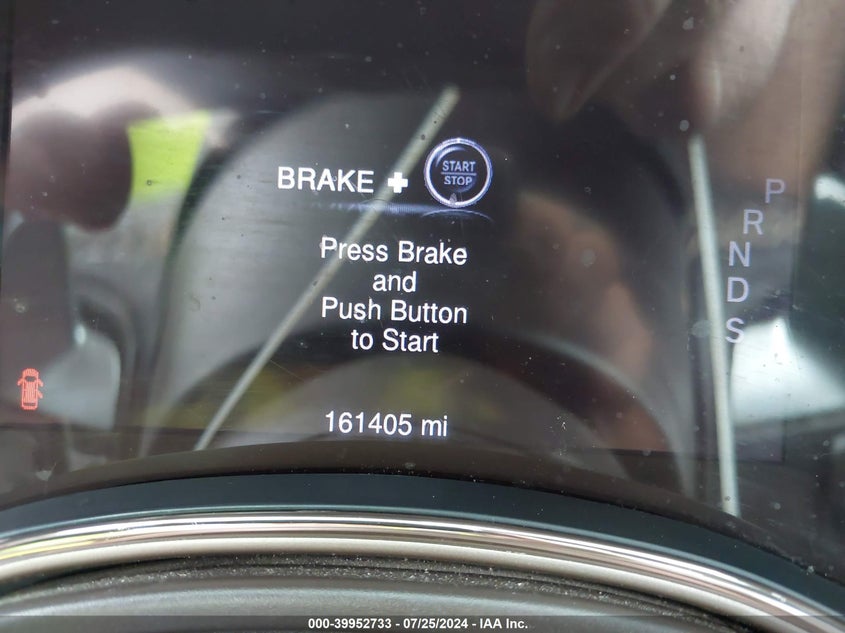 BRAKE + START
STOP
Press Brake
and
Push Button
to Start
P
R
N
D
S
161405 mi
000-39952733 - 07/25/2024 - IAA Inc.